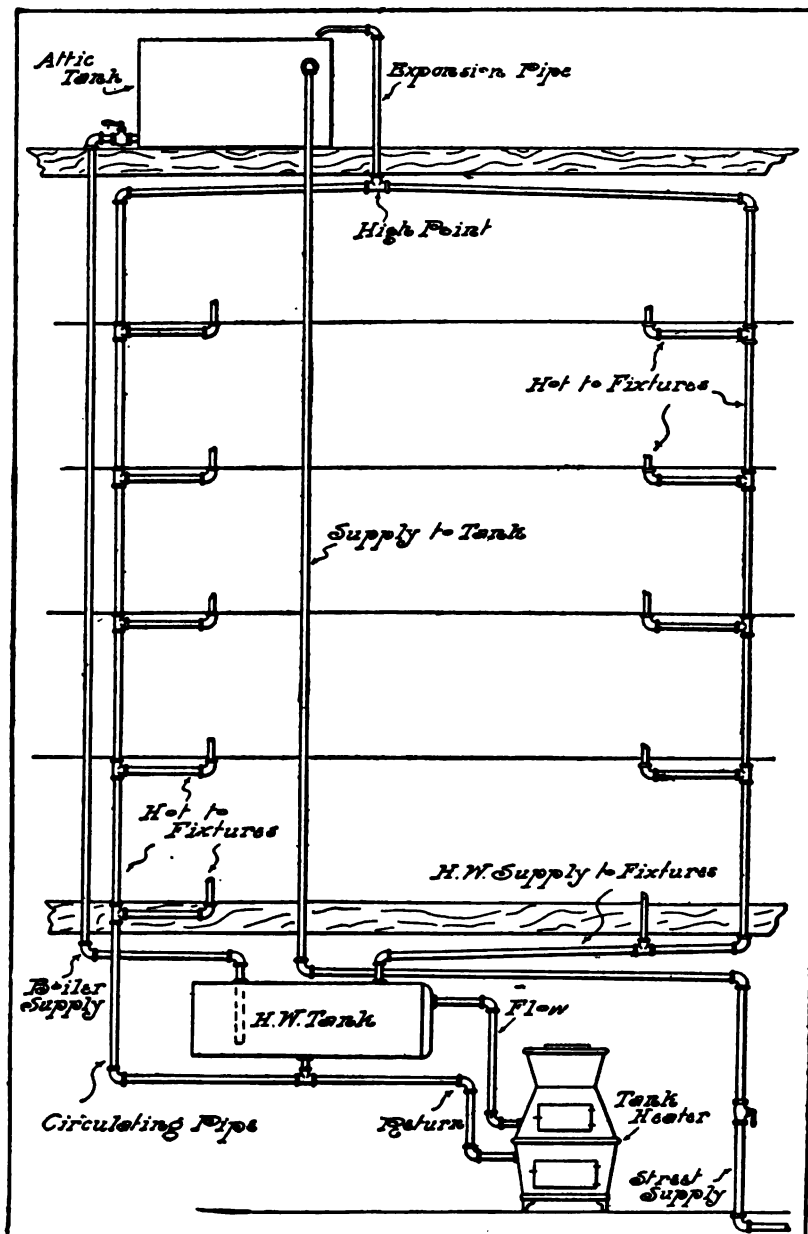 Attic
Tank
Expansion Pipe
High Point
Hot to Fixtures
Supply to Tank
Hot to
Fixtures
H.W. Supply to Fixtures
Boiler
Supply
H.W. Tank
Flow
Circulating Pipe
Return
Tank
Heater
Street
Supply